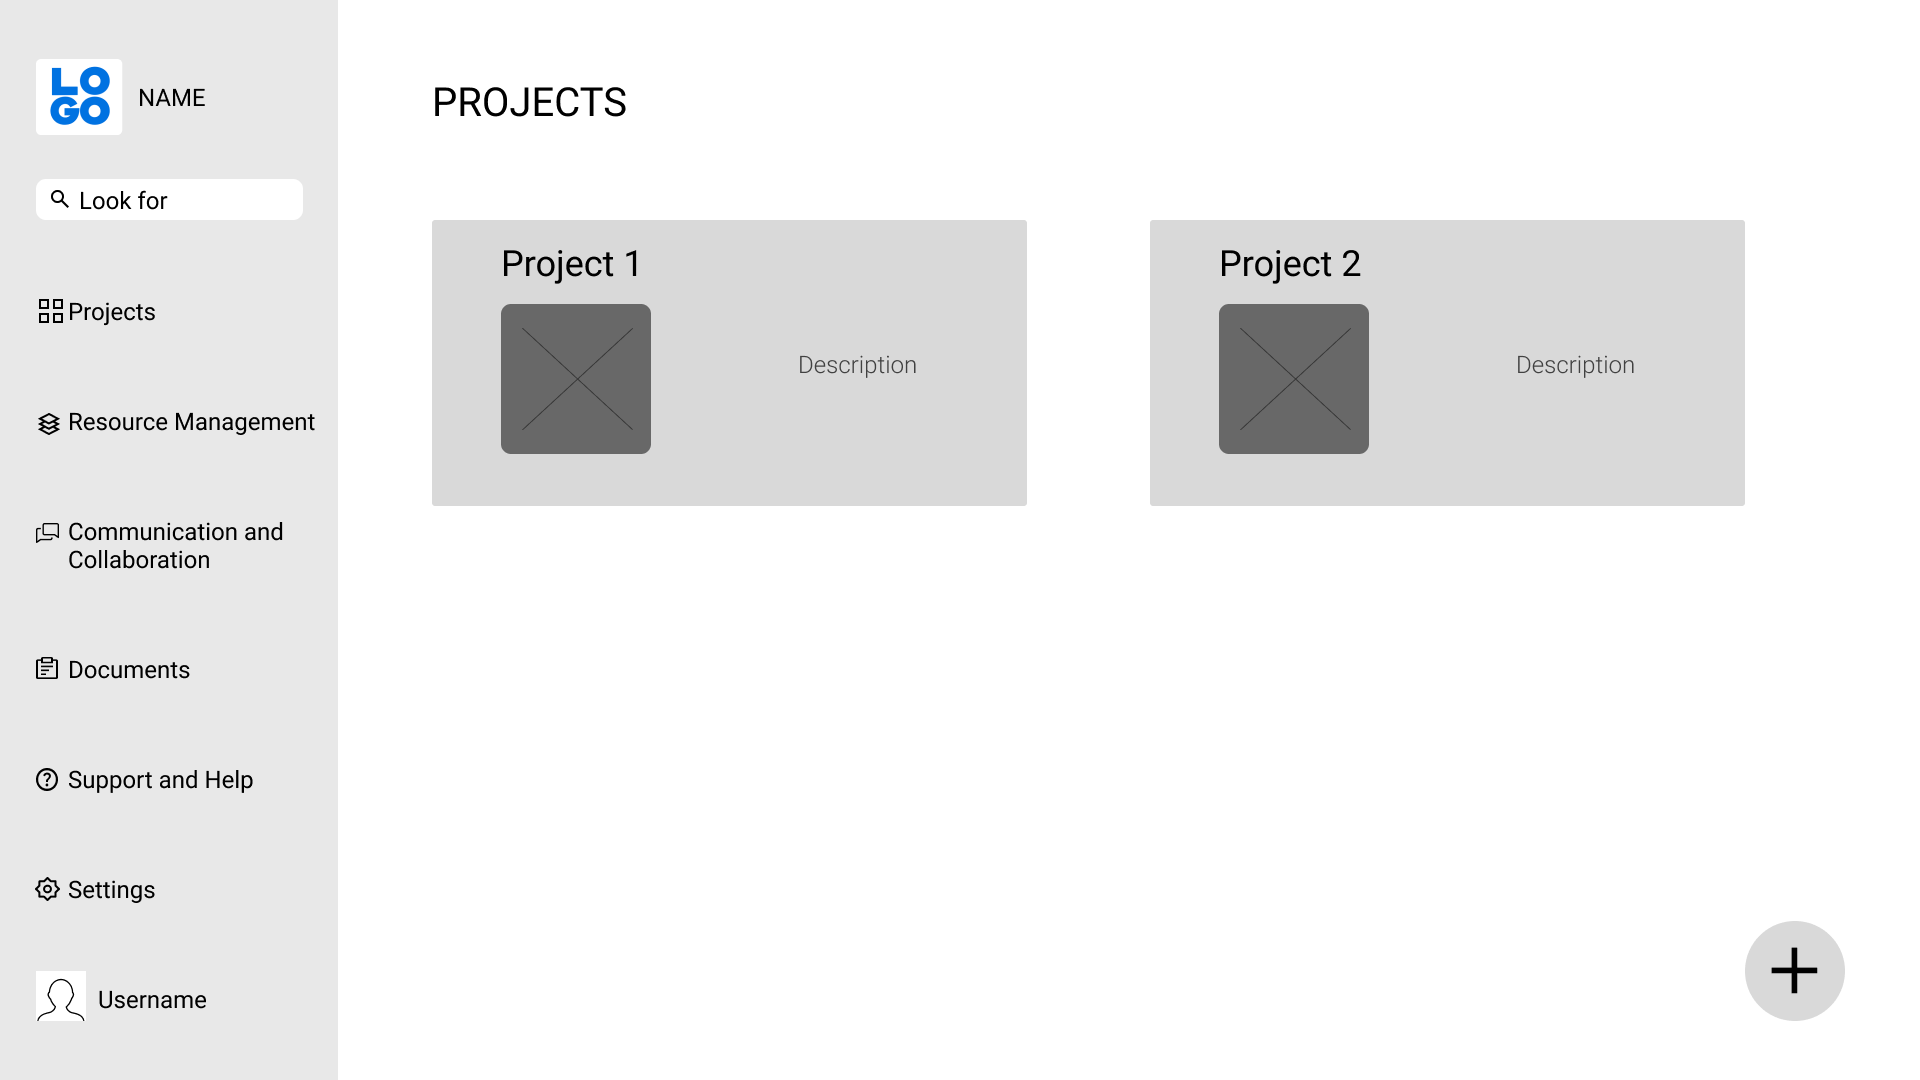 LO
GO
NAME
Look for
Projects
Resource Management
Communication and
Collaboration
Documents
Support and Help
Settings
Username
PROJECTS
Project 1
Description
Project 2
Description